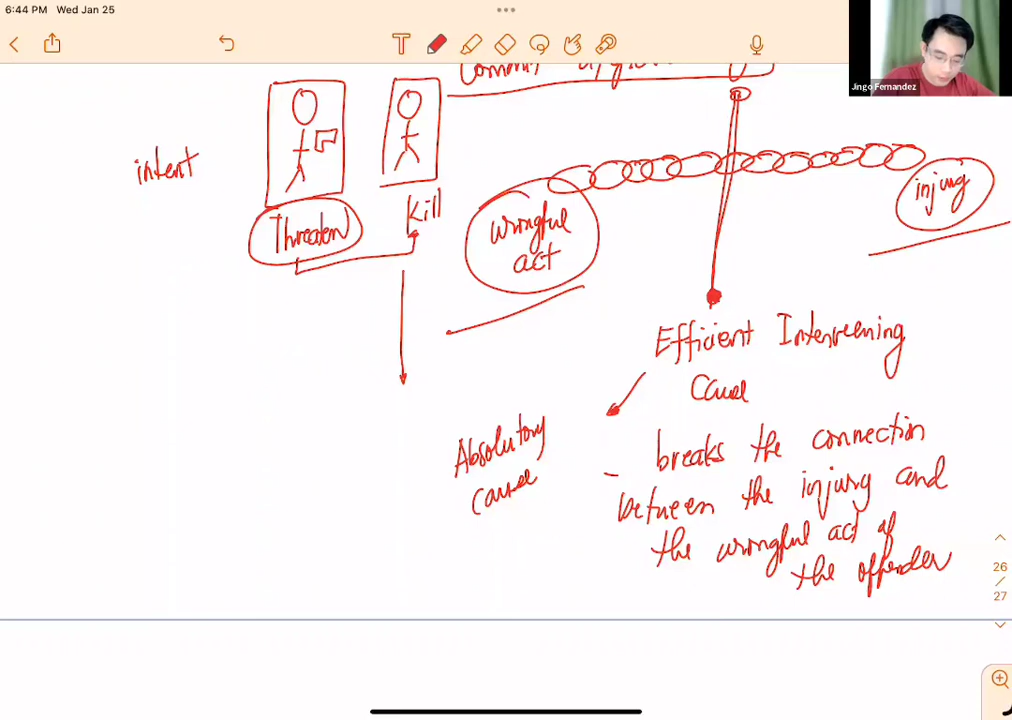 6:44 PM Wed Jan 25
Jingo Fernandez
intent
Threaten
Kill
wrongful
act
injury
Efficient Intervening
Cause
Absolutory
cause
- breaks the connection
between the injury and
the wrongful act of
the offender
26
/
27